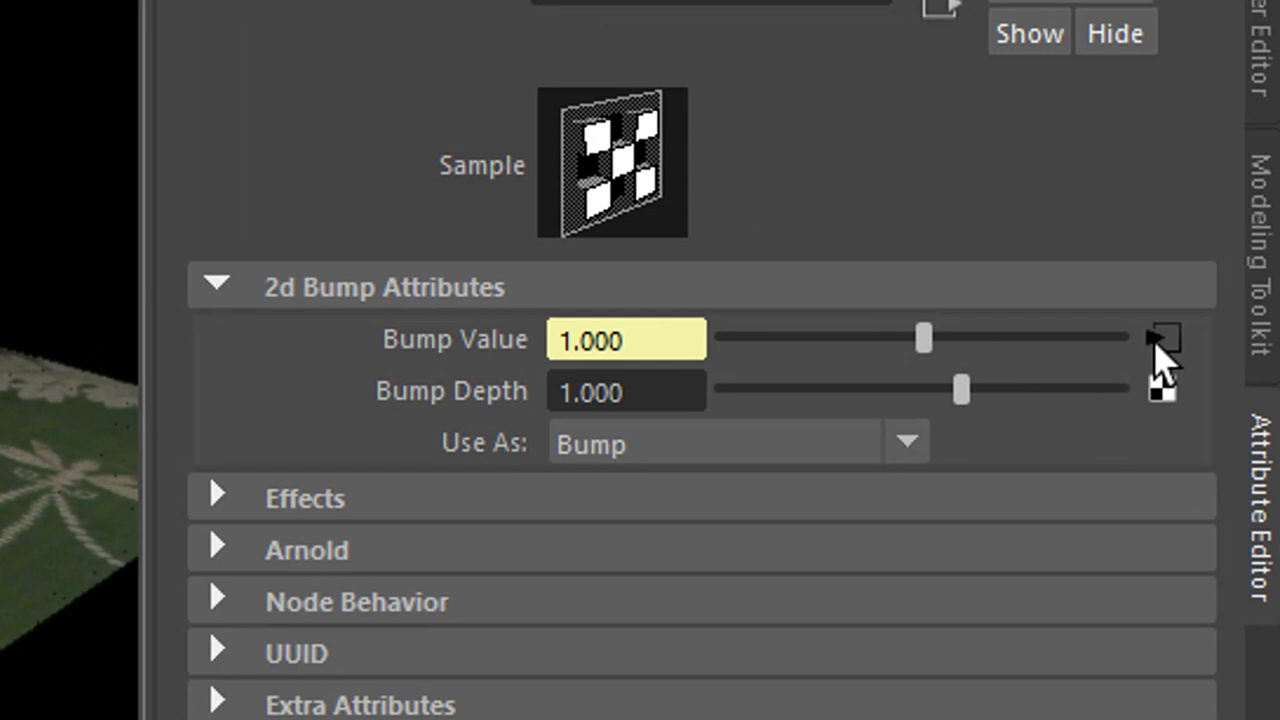 Show Hide
Sample
2d Bump Attributes
Bump Value 1.000
Bump Depth 1.000
Use As: Bump
Effects
Arnold
Node Behavior
UUID
Extra Attributes
Editor
Modeling Toolkit
Attribute Editor